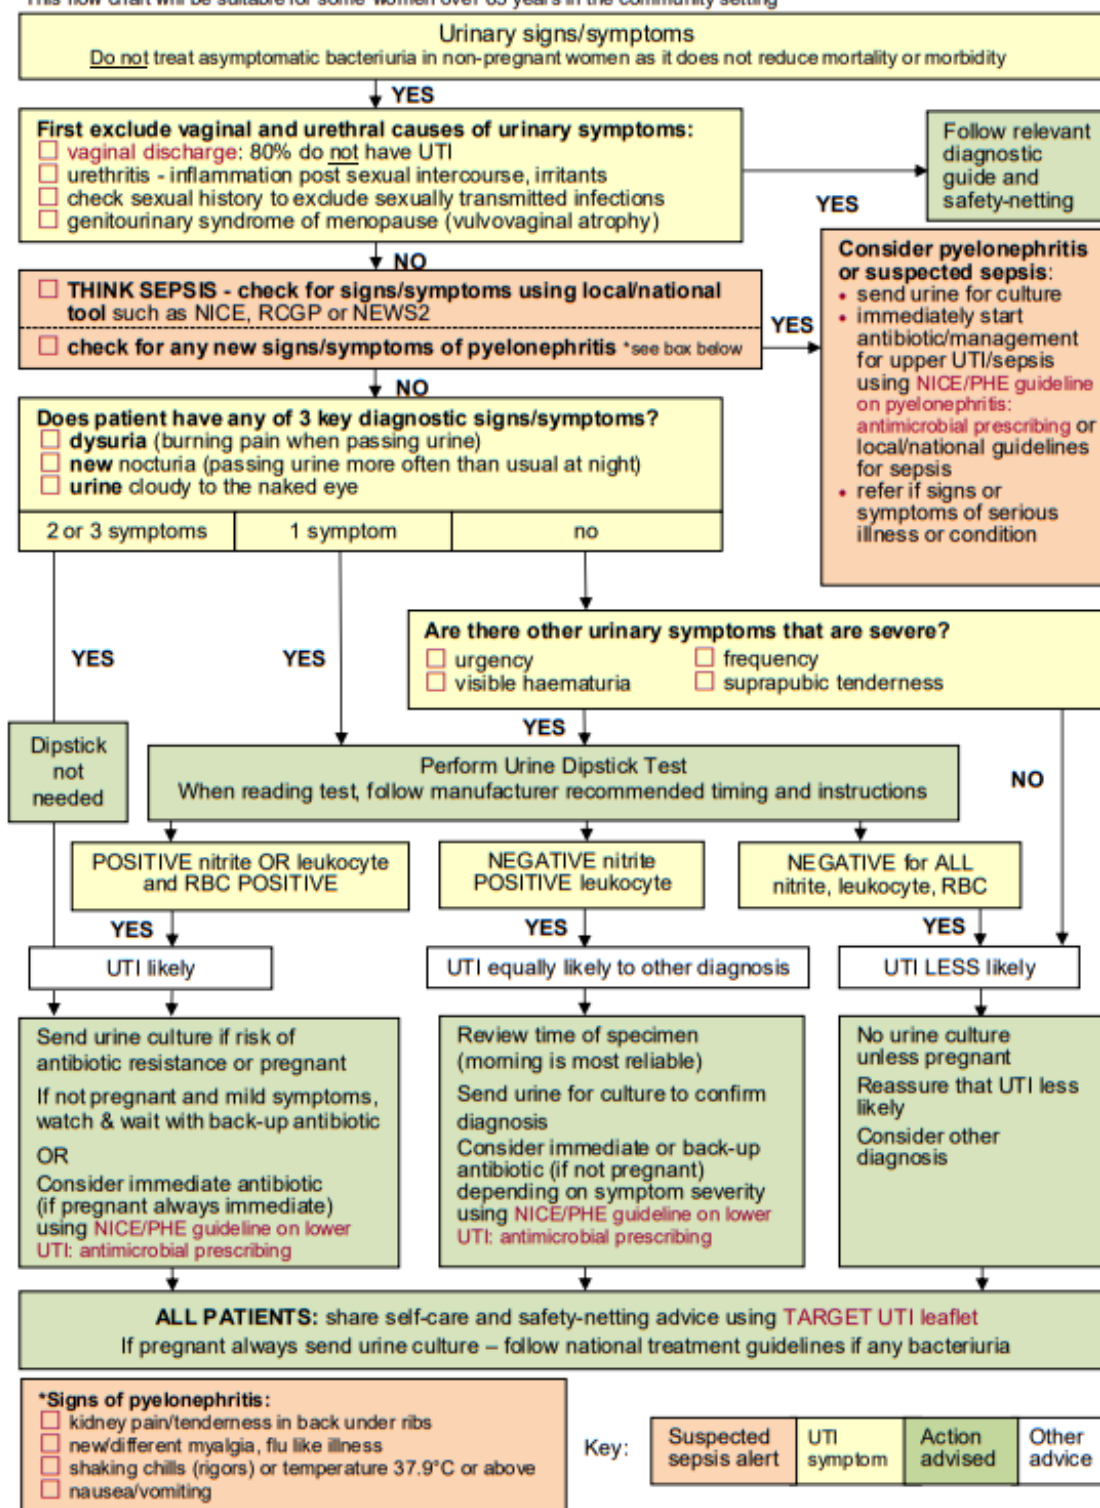 This flow chart will be suitable for some women over 65 years in the community setting
Urinary signs/symptoms
Do not treat asymptomatic bacteriuria in non-pregnant women as it does not reduce mortality or morbidity
YES
First exclude vaginal and urethral causes of urinary symptoms:
vaginal discharge: 80% do not have UTI
urethritis - inflammation post sexual intercourse, irritants
check sexual history to exclude sexually transmitted infections
genitourinary syndrome of menopause (vulvovaginal atrophy)
YES
Follow relevant
diagnostic
guide and
safety-netting
NO
THINK SEPSIS - check for signs/symptoms using local/national
tool such as NICE, RCGP or NEWS2
check for any new signs/symptoms of pyelonephritis *see box below
YES
Consider pyelonephritis
or suspected sepsis:
• send urine for culture
• immediately start
antibiotic/management
for upper UTI/sepsis
using NICE/PHE guideline
on pyelonephritis:
antimicrobial prescribing or
local/national guidelines
for sepsis
• refer if signs or
symptoms of serious
illness or condition
NO
Does patient have any of 3 key diagnostic signs/symptoms?
dysuria (burning pain when passing urine)
new nocturia (passing urine more often than usual at night)
urine cloudy to the naked eye
2 or 3 symptoms
1 symptom
no
YES
YES
Are there other urinary symptoms that are severe?
urgency
frequency
visible haematuria
suprapubic tenderness
YES
NO
Dipstick
not
needed
Perform Urine Dipstick Test
When reading test, follow manufacturer recommended timing and instructions
POSITIVE nitrite OR leukocyte
and RBC POSITIVE
NEGATIVE nitrite
POSITIVE leukocyte
NEGATIVE for ALL
nitrite, leukocyte, RBC
YES
YES
YES
UTI likely
UTI equally likely to other diagnosis
UTI LESS likely
Send urine culture if risk of
antibiotic resistance or pregnant
If not pregnant and mild symptoms,
watch & wait with back-up antibiotic
OR
Consider immediate antibiotic
(if pregnant always immediate)
using NICE/PHE guideline on lower
UTI: antimicrobial prescribing
Review time of specimen
(morning is most reliable)
Send urine for culture to confirm
diagnosis
Consider immediate or back-up
antibiotic (if not pregnant)
depending on symptom severity
using NICE/PHE guideline on lower
UTI: antimicrobial prescribing
No urine culture
unless pregnant
Reassure that UTI less
likely
Consider other
diagnosis
ALL PATIENTS: share self-care and safety-netting advice using TARGET UTI leaflet
If pregnant always send urine culture – follow national treatment guidelines if any bacteriuria
*Signs of pyelonephritis:
kidney pain/tenderness in back under ribs
new/different myalgia, flu like illness
shaking chills (rigors) or temperature 37.9°C or above
nausea/vomiting
Key:
Suspected
sepsis alert
UTI
symptom
Action
advised
Other
advice